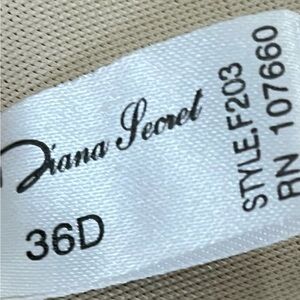 Diana Secret
36D
STYLE.F203
RN 107660